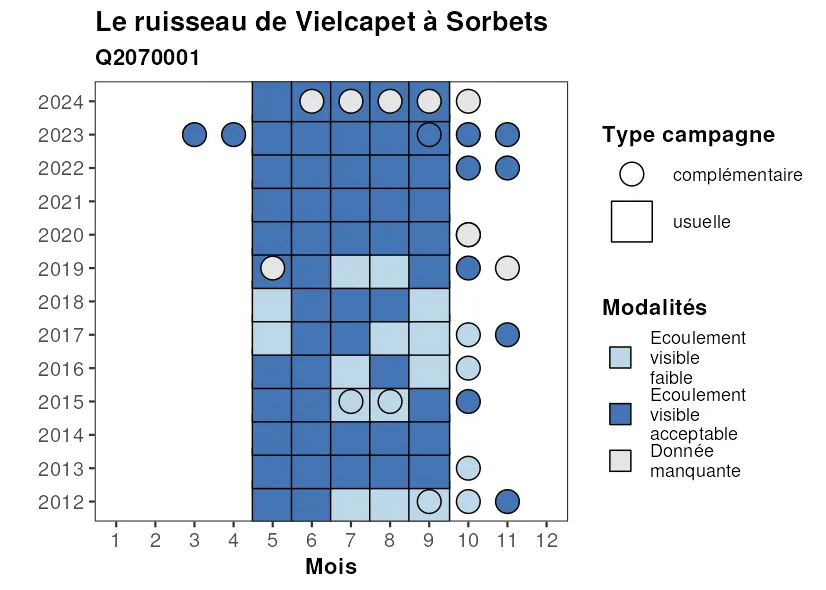 Le ruisseau de Vielcapet à Sorbets
Q2070001
2024
2023
2022
2021
2020
2019
2018
2017
2016
2015
2014
2013
2012
1 2 3 4 5 6 7 8 9 10 11 12
Mois
Type campagne
complémentaire
usuelle
Modalités
Ecoulement
visible
faible
Ecoulement
visible
acceptable
Donnée
manquante